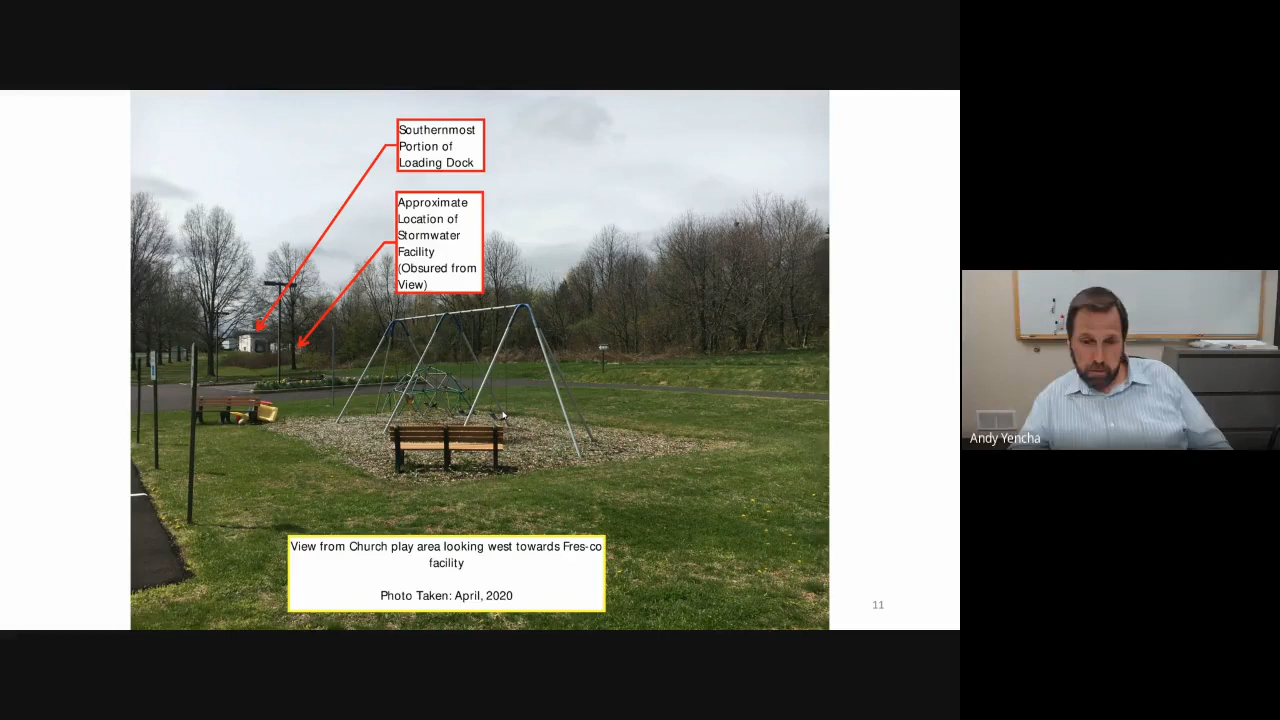 Southernmost
Portion of
Loading Dock
Approximate
Location of
Stormwater
Facility
(Obsured from
View)
View from Church play area looking west towards Fres-co
facility
Photo Taken: April, 2020
11
Andy Yencha